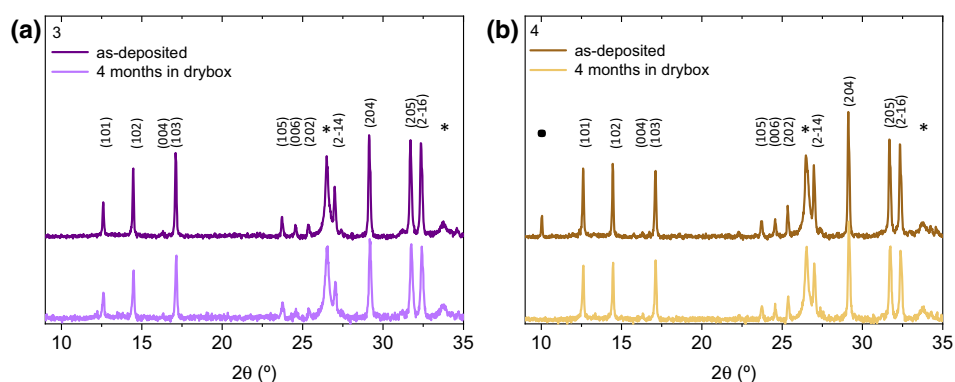 (a)
3
as-deposited
4 months in drybox
(101)
(102)
(004)
(103)
(105)
(006)
(202)
*
(2-14)
(204)
(205)
(2-16)
*
10 15 20 25 30 35
2θ (º)
(b)
4
as-deposited
4 months in drybox
(101)
(102)
(004)
(103)
(105)
(006)
(202)
*
(2-14)
(204)
(205)
(2-16)
*
10 15 20 25 30 35
2θ (º)